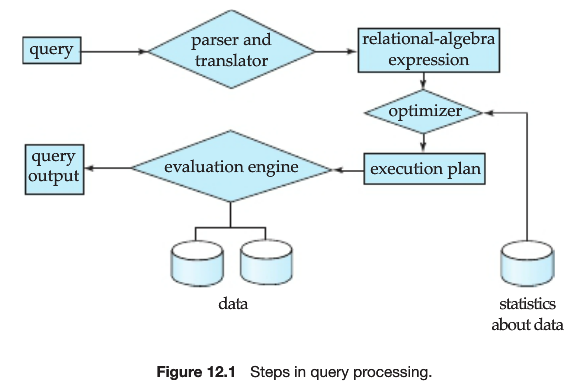 query
parser and
translator
relational-algebra
expression
optimizer
query
output
evaluation engine
execution plan
data
statistics
about data
Figure 12.1 Steps in query processing.